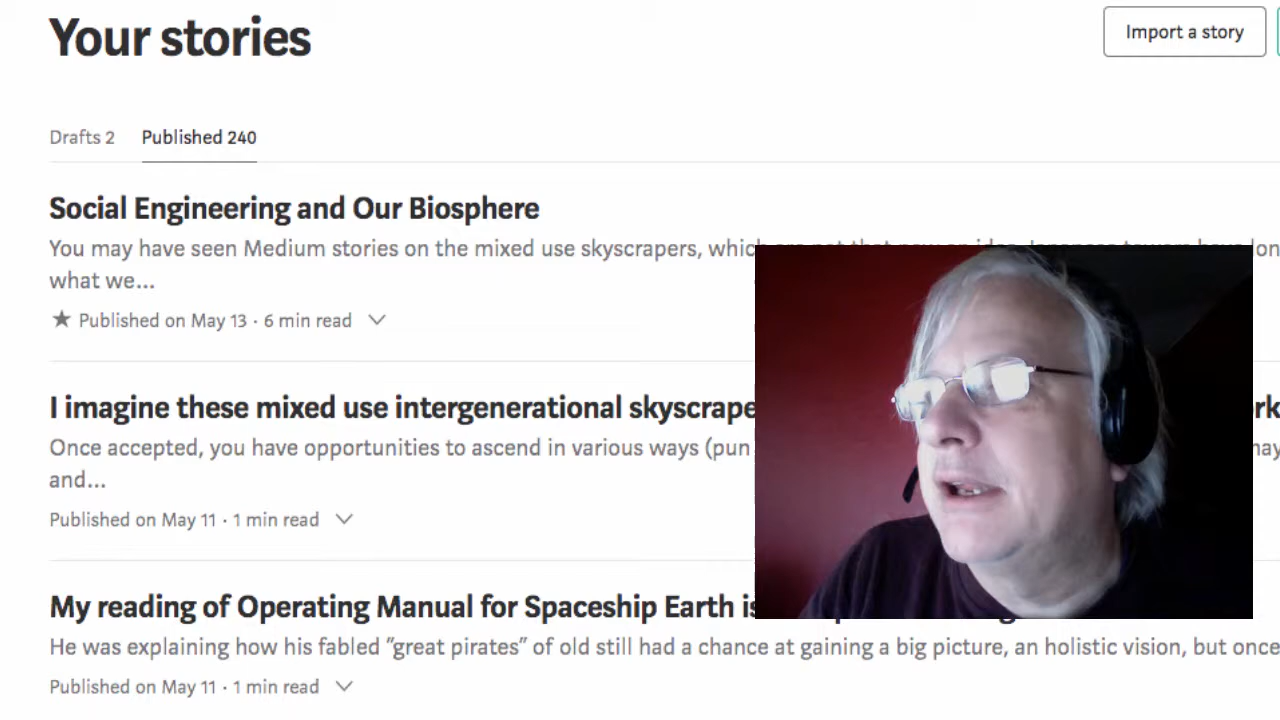 Your stories
Import a story
Drafts 2 Published 240
Social Engineering and Our Biosphere
You may have seen Medium stories on the mixed use skyscrapers,
what we...
★ Published on May 13 · 6 min read
I imagine these mixed use intergenerational
Once accepted, you have opportunities to ascend in various ways (pun
and...
Published on May 11 · 1 min read
My reading of Operating Manual for Spaceship Earth
He was explaining how his fabled “great pirates” of old still had a chance at gaining a big picture, an holistic vision, but once
Published on May 11 · 1 min read